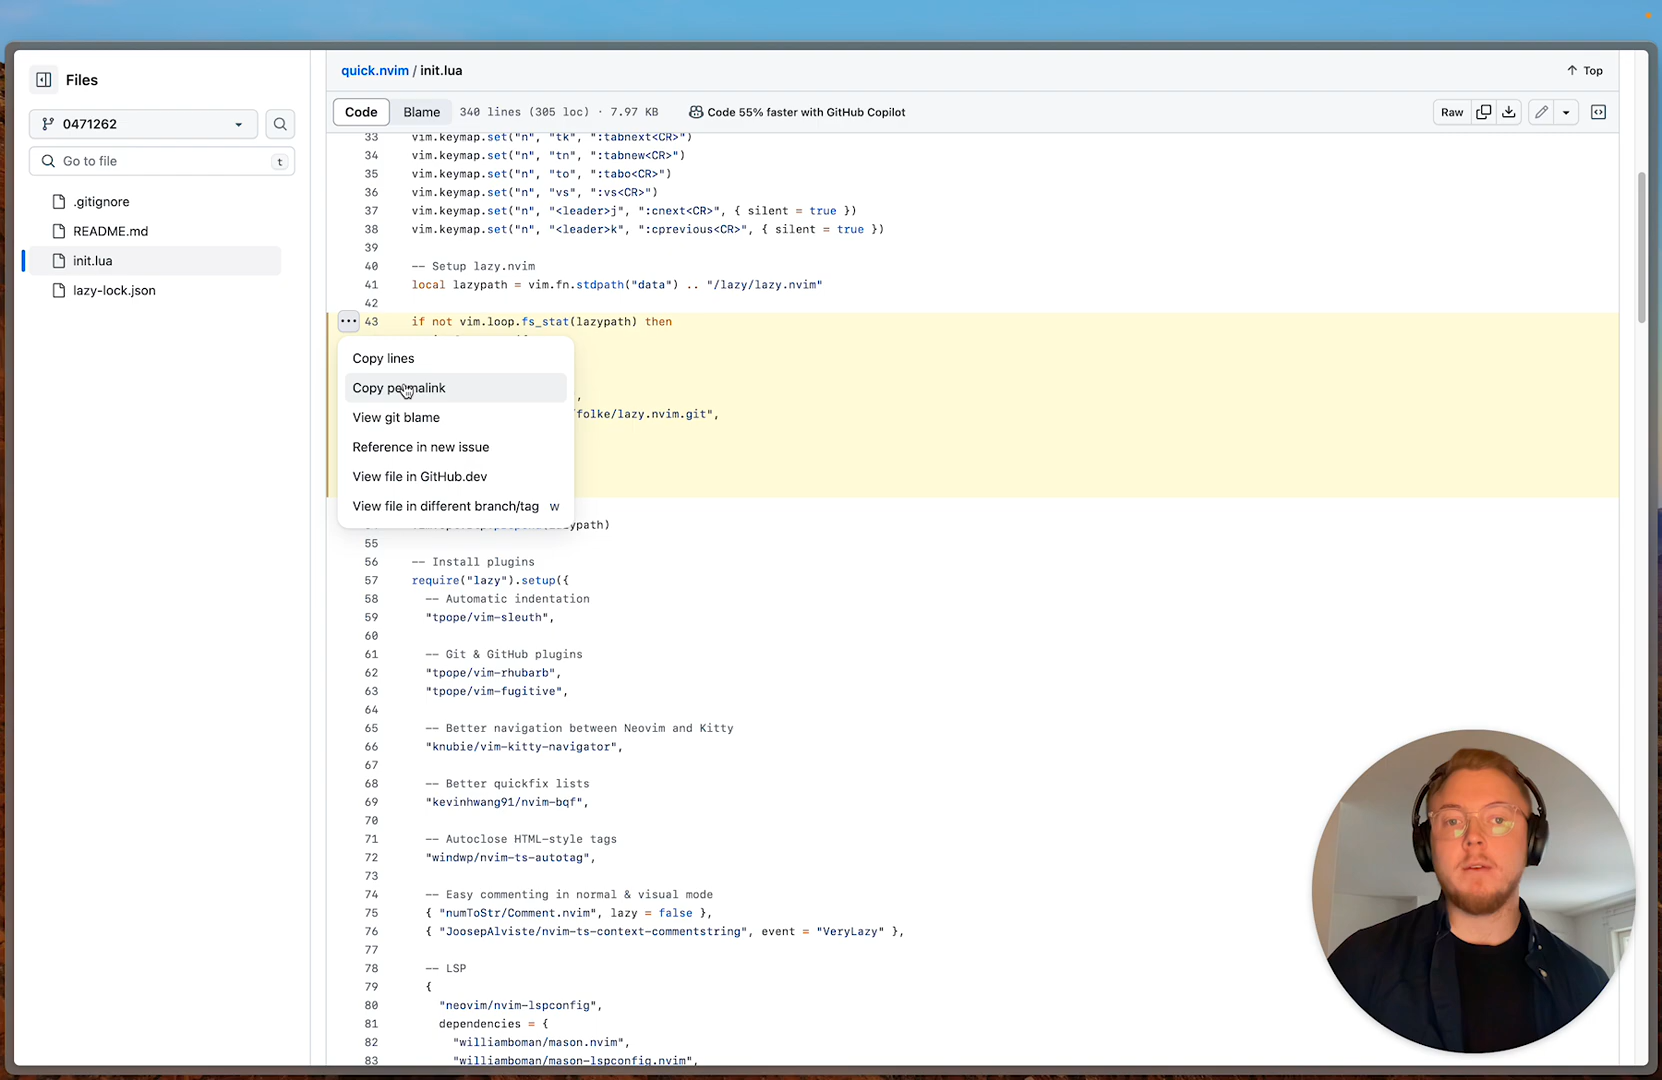 Files
0471262
Go to file
t
.gitignore
README.md
init.lua
lazy-lock.json
quick.nvim / init.lua
Top
Code
Blame
340 lines (305 loc) · 7.97 KB
Code 55% faster with GitHub Copilot
Raw
33 vim.keymap.set("n", "tk", ":tabnext<CR>")
34 vim.keymap.set("n", "tn", ":tabnew<CR>")
35 vim.keymap.set("n", "to", ":tabo<CR>")
36 vim.keymap.set("n", "vs", ":vs<CR>")
37 vim.keymap.set("n", "<leader>j", ":cnext<CR>", { silent = true })
38 vim.keymap.set("n", "<leader>k", ":cprevious<CR>", { silent = true })
39
40 -- Setup lazy.nvim
41 local lazypath = vim.fn.stdpath("data") .. "/lazy/lazy.nvim"
42
43 if not vim.loop.fs_stat(lazypath) then
Copy lines
Copy permalink
,
View git blame
/folke/lazy.nvim.git",
Reference in new issue
View file in GitHub.dev
View file in different branch/tag w
55
56 -- Install plugins
57 require("lazy").setup({
58 -- Automatic indentation
59 "tpope/vim-sleuth",
60
61 -- Git & GitHub plugins
62 "tpope/vim-rhubarb",
63 "tpope/vim-fugitive",
64
65 -- Better navigation between Neovim and Kitty
66 "knubie/vim-kitty-navigator",
67
68 -- Better quickfix lists
69 "kevinhwang91/nvim-bqf",
70
71 -- Autoclose HTML-style tags
72 "windwp/nvim-ts-autotag",
73
74 -- Easy commenting in normal & visual mode
75 { "numToStr/Comment.nvim", lazy = false },
76 { "JoosepAlviste/nvim-ts-context-commentstring", event = "VeryLazy" },
77
78 -- LSP
79 {
80 "neovim/nvim-lspconfig",
81 dependencies = {
82 "williamboman/mason.nvim",
83 "williamboman/mason-lspconfig.nvim",